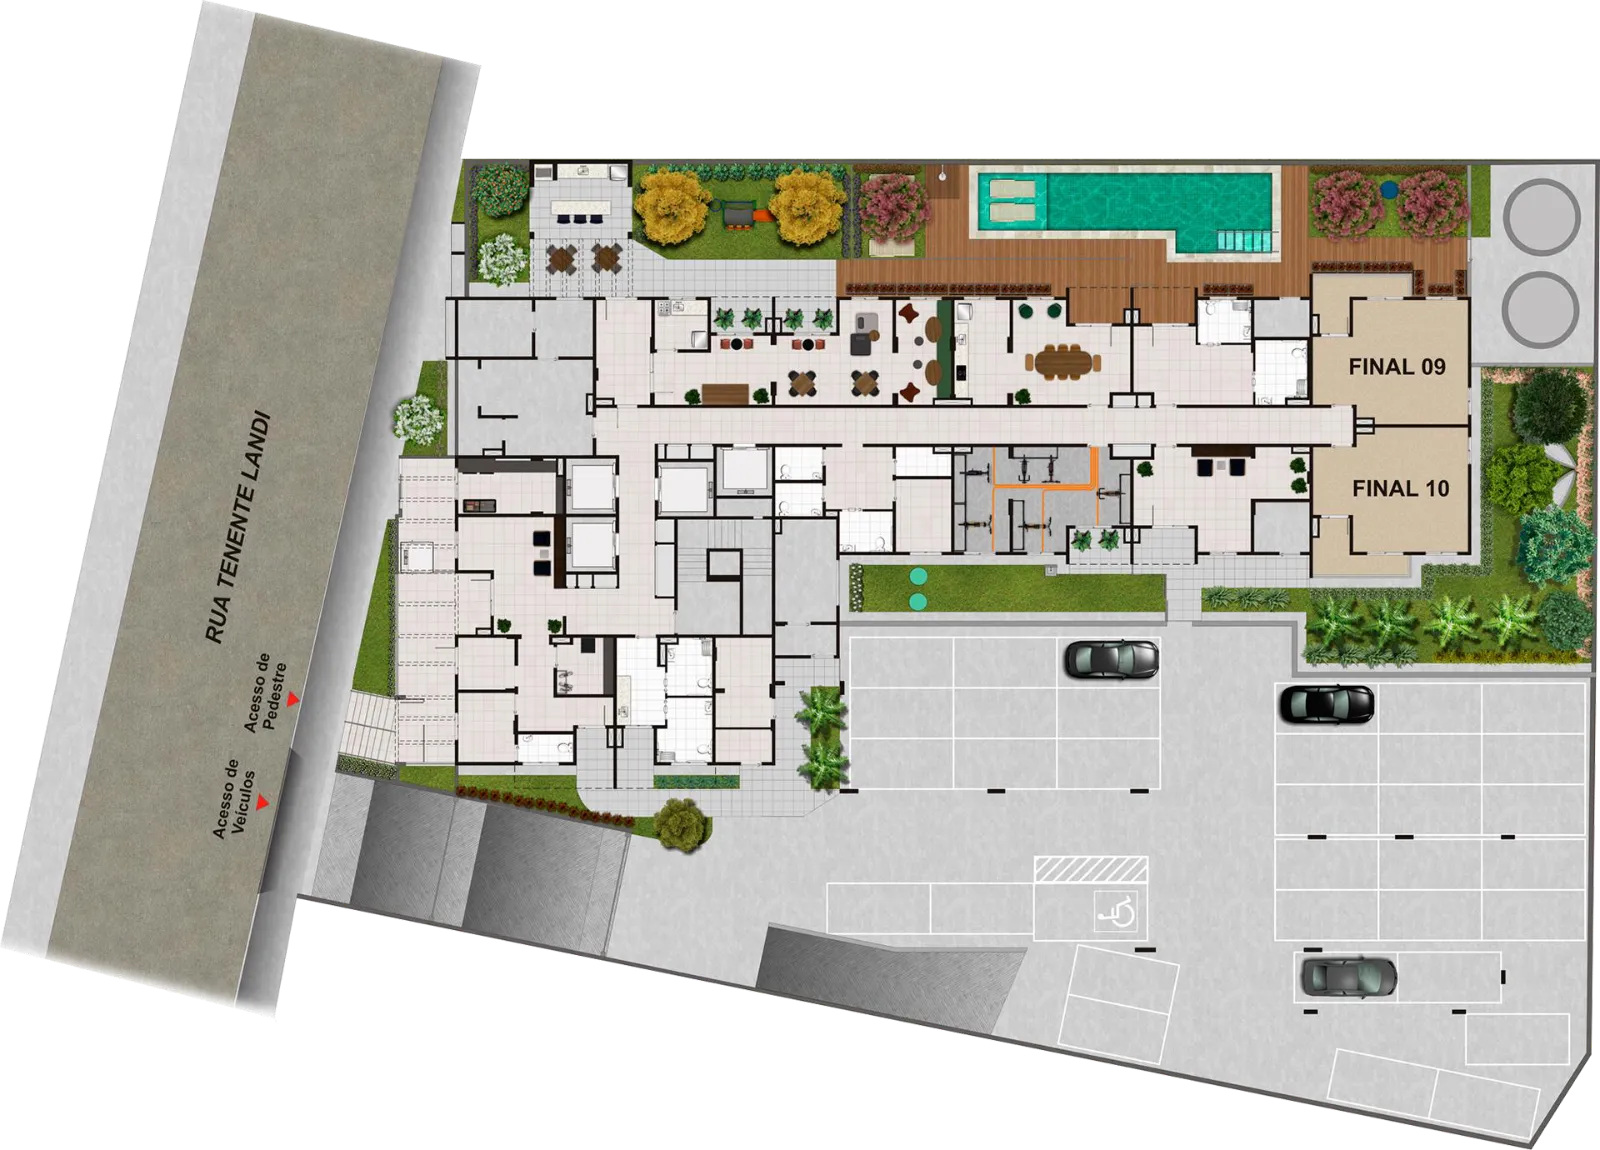 RUA TENENTE LANDI
Acesso de
Pedestre
Acesso de
Veículos
FINAL 09
FINAL 10